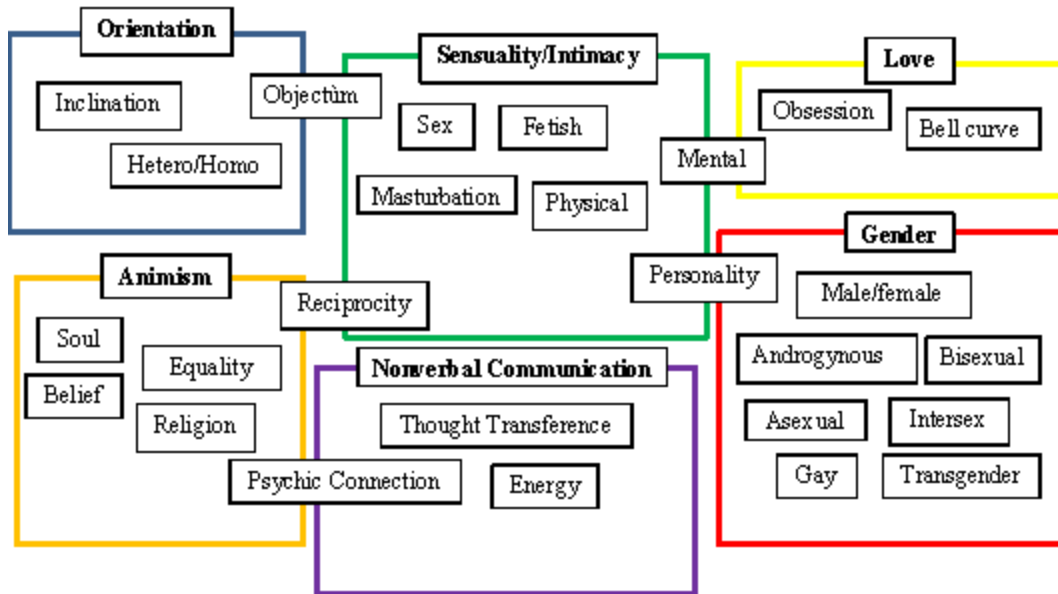 Orientation
Inclination
Hetero/Homo
Objectùm
Sensuality/Intimacy
Sex
Fetish
Masturbation
Physical
Mental
Love
Obsession
Bell curve
Animism
Soul
Equality
Belief
Religion
Reciprocity
Psychic Connection
Nonverbal Communication
Thought Transference
Energy
Personality
Gender
Male/female
Androgynous
Bisexual
Asexual
Intersex
Gay
Transgender